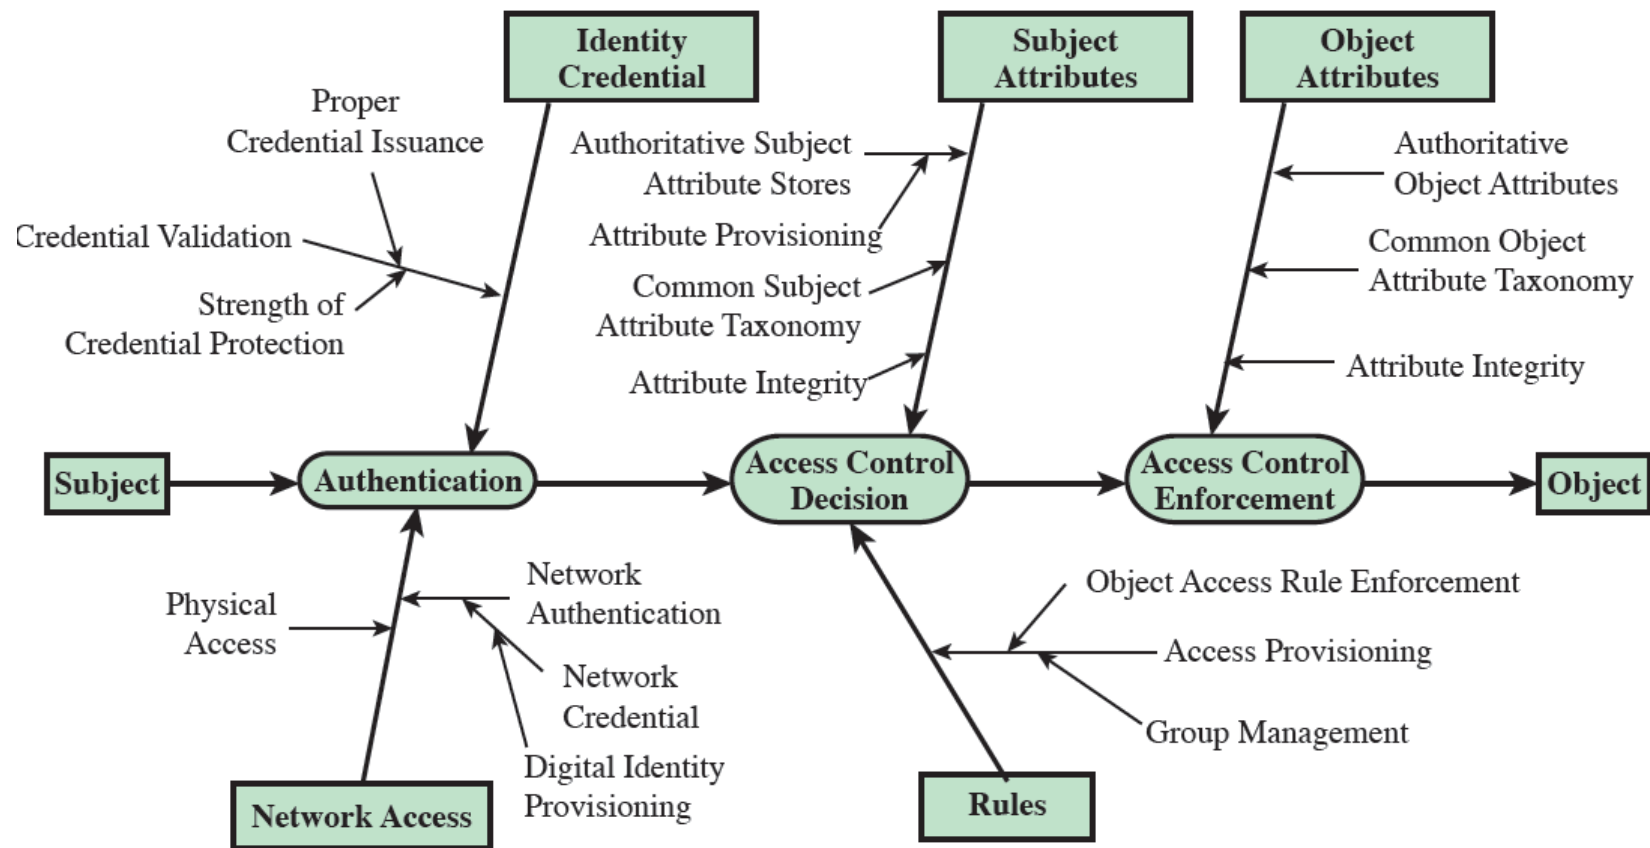 Identity
Credential
Subject
Attributes
Object
Attributes
Proper
Credential Issuance
Credential Validation
Strength of
Credential Protection
Authoritative Subject
Attribute Stores
Attribute Provisioning
Common Subject
Attribute Taxonomy
Attribute Integrity
Authoritative
Object Attributes
Common Object
Attribute Taxonomy
Attribute Integrity
Subject
Authentication
Access Control
Decision
Access Control
Enforcement
Object
Physical
Access
Network
Authentication
Network
Credential
Digital Identity
Provisioning
Network Access
Object Access Rule Enforcement
Access Provisioning
Group Management
Rules